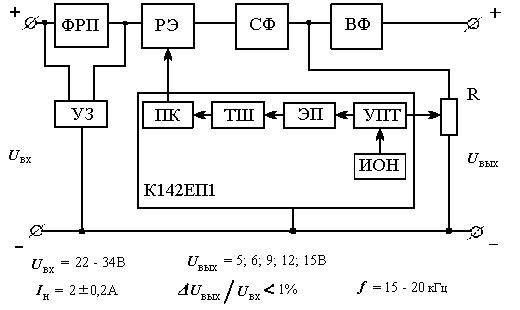 + ФРП РЭ СФ ВФ +
УЗ
ПК ТШ ЭП УПТ R
Uвх ИОН Uвых
К142ЕП1
− −
Uвх = 22 - 34В Uвых = 5; 6; 9; 12; 15В
Iн = 2±0,2А ΔUвых/Uвх < 1% f = 15 - 20 кГц